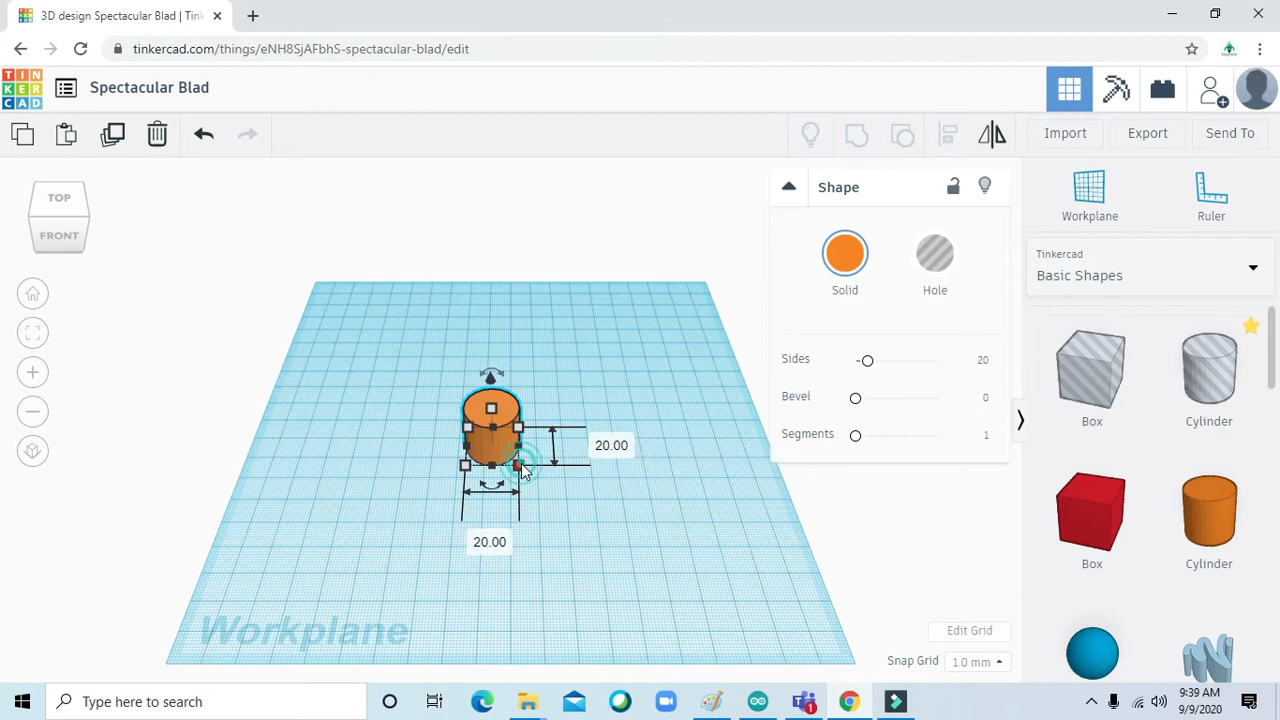 3D design Spectacular Blad | Tink
tinkercad.com/things/eNH8SjAFbhS-spectacular-blad/edit
TIN
KER
CAD
Spectacular Blad
Import
Export
Send To
TOP
FRONT
Shape
Solid
Hole
Sides
20
Bevel
0
Segments
1
Workplane
Ruler
Tinkercad
Basic Shapes
Box
Cylinder
Box
Cylinder
20.00
20.00
Workplane
Edit Grid
Snap Grid
1.0 mm
Type here to search
1
9:39 AM
9/9/2020